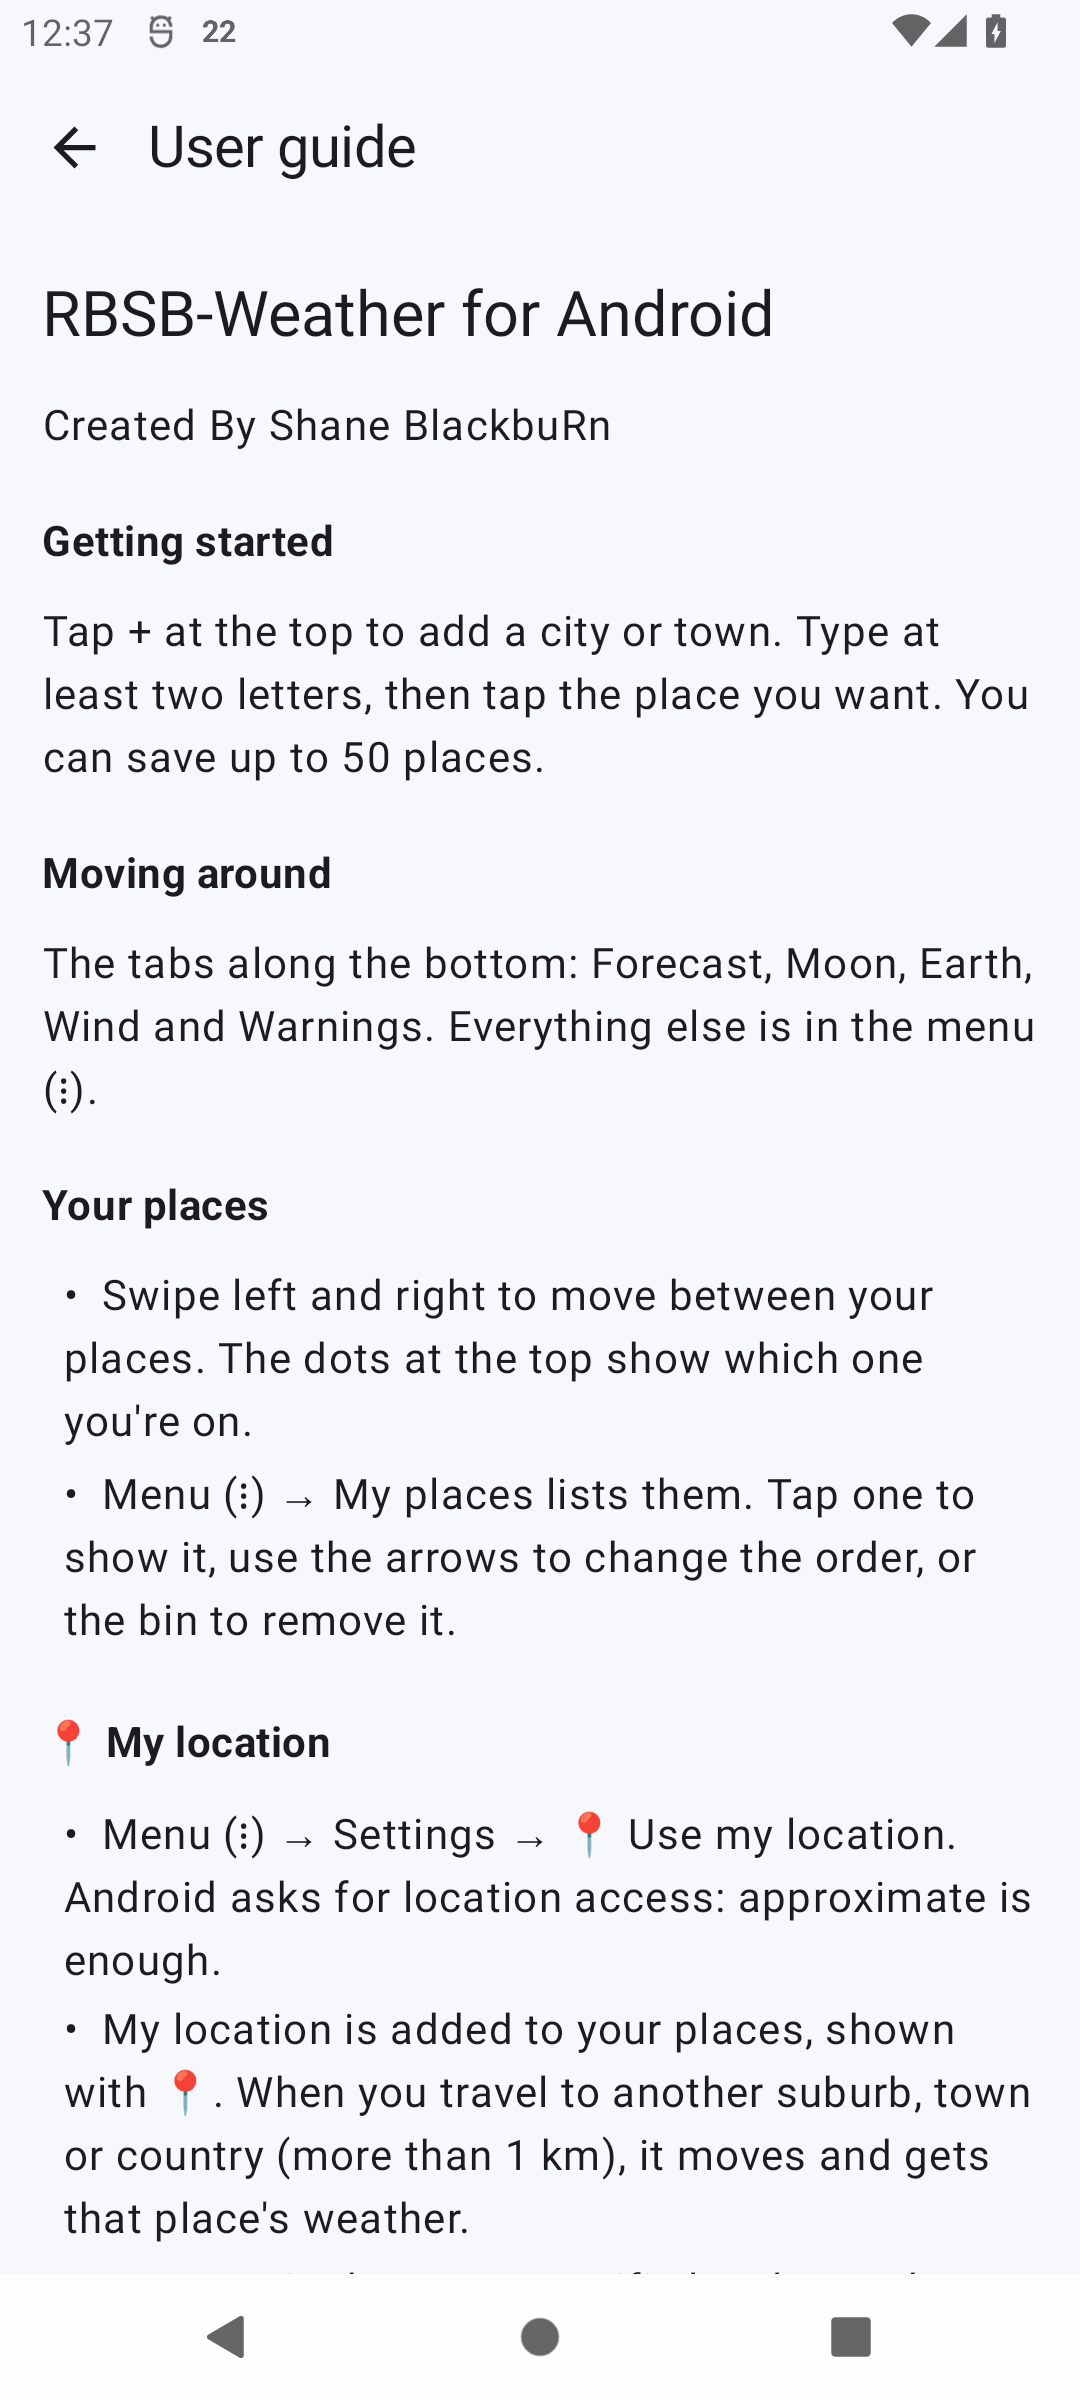 12:37 22
User guide
RBSB-Weather for Android
Created By Shane BlackbuRn
Getting started
Tap + at the top to add a city or town. Type at
least two letters, then tap the place you want. You
can save up to 50 places.
Moving around
The tabs along the bottom: Forecast, Moon, Earth,
Wind and Warnings. Everything else is in the menu
(⋮).
Your places
• Swipe left and right to move between your
places. The dots at the top show which one
you're on.
• Menu (⋮) → My places lists them. Tap one to
show it, use the arrows to change the order, or
the bin to remove it.
📍 My location
• Menu (⋮) → Settings → 📍 Use my location.
Android asks for location access: approximate is
enough.
• My location is added to your places, shown
with 📍. When you travel to another suburb, town
or country (more than 1 km), it moves and gets
that place's weather.